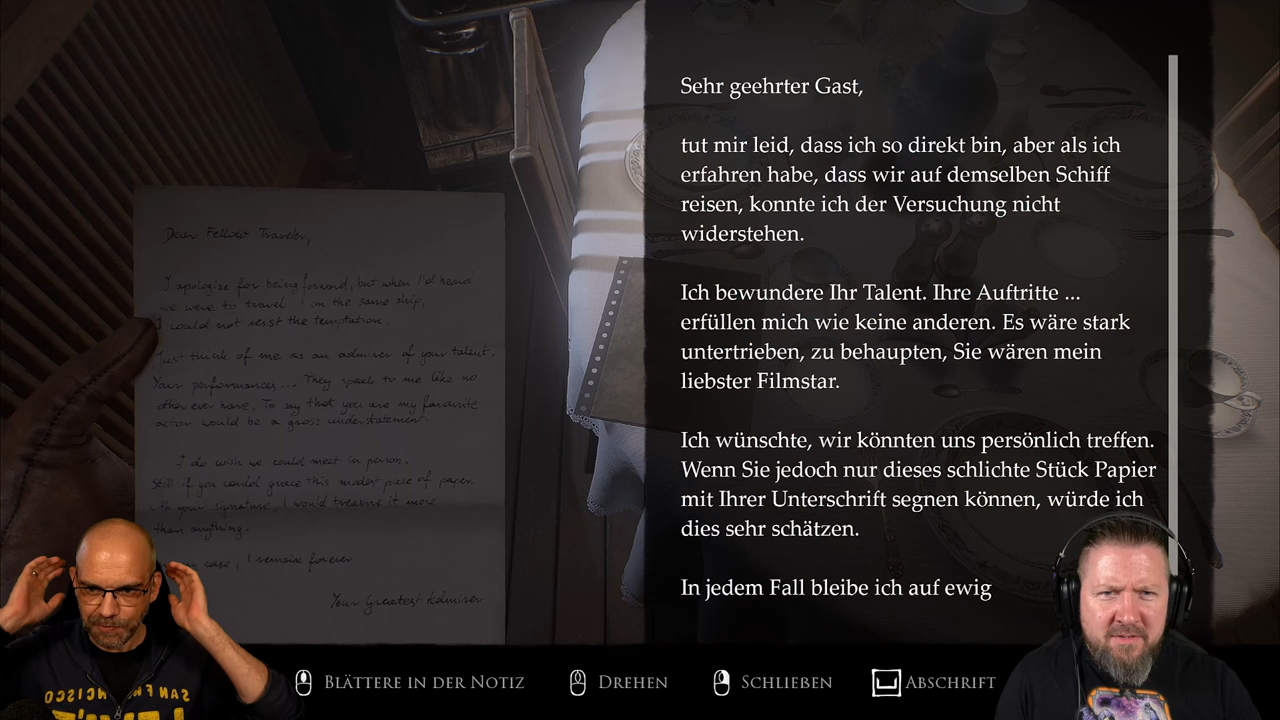 Sehr geehrter Gast,
tut mir leid, dass ich so direkt bin, aber als ich
erfahren habe, dass wir auf demselben Schiff
reisen, konnte ich der Versuchung nicht
widerstehen.
Ich bewundere Ihr Talent. Ihre Auftritte ...
erfüllen mich wie keine anderen. Es wäre stark
untertrieben, zu behaupten, Sie wären mein
liebster Filmstar.
Ich wünschte, wir könnten uns persönlich treffen.
Wenn Sie jedoch nur dieses schlichte Stück Papier
mit Ihrer Unterschrift segnen können, würde ich
dies sehr schätzen.
In jedem Fall bleibe ich auf ewig
Dear Fellow Traveler,
I apologize for being forward, but when I'd heard
we were to travel on the same ship,
I could not resist the temptation.
Just think of me as an admirer of your talent.
Your performances... They speak to me like no
other ever have. To say that you are my favourite
actor would be a gross understatement.
I do wish we could meet in person.
Still if you could grace this modest piece of paper
with your signature, I would treasure it more
than anything.
case, I remain forever
Your Greatest Admirer
BLÄTTERE IN DER NOTIZ
DREHEN
SCHLIEßEN
ABSCHRIFT
SAN FRANCISCO